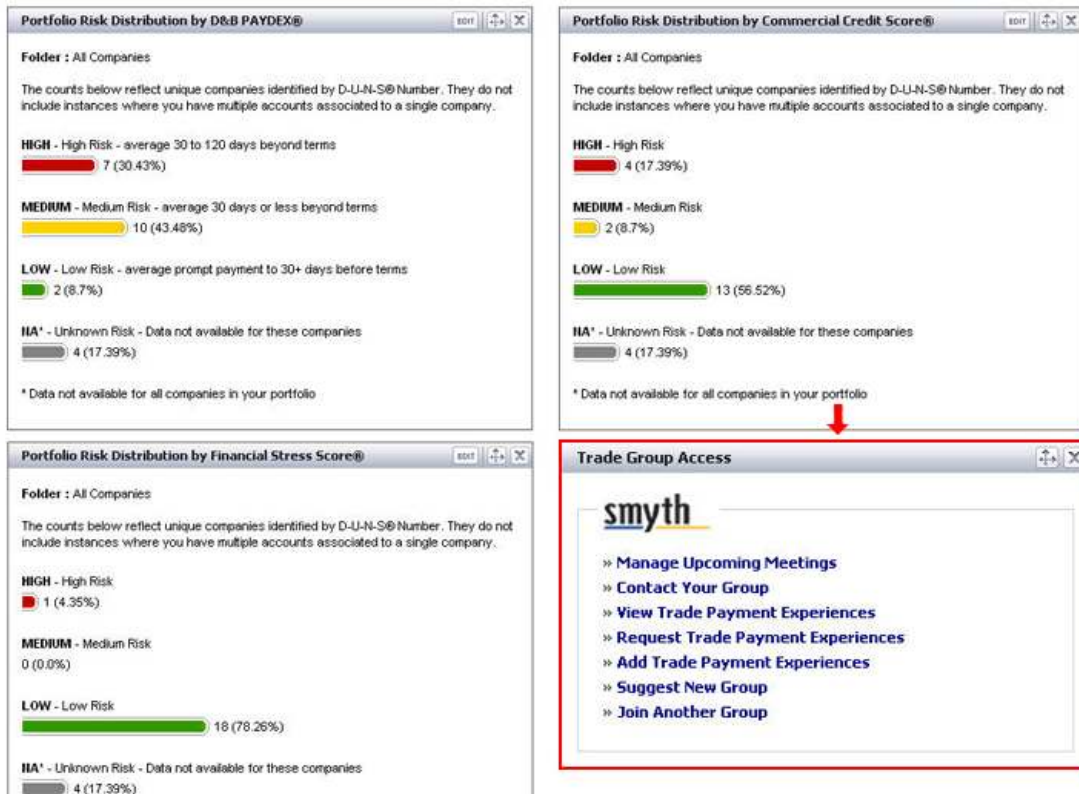 Portfolio Risk Distribution by D&B PAYDEX®
EDIT
Folder : All Companies
The counts below reflect unique companies identified by D-U-N-S® Number. They do not
include instances where you have multiple accounts associated to a single company.
HIGH - High Risk - average 30 to 120 days beyond terms
7 (30.43%)
MEDIUM - Medium Risk - average 30 days or less beyond terms
10 (43.48%)
LOW - Low Risk - average prompt payment to 30+ days before terms
2 (8.7%)
NA* - Unknown Risk - Data not available for these companies
4 (17.39%)
* Data not available for all companies in your portfolio
Portfolio Risk Distribution by Commercial Credit Score®
EDIT
Folder : All Companies
The counts below reflect unique companies identified by D-U-N-S® Number. They do not
include instances where you have multiple accounts associated to a single company.
HIGH - High Risk
4 (17.39%)
MEDIUM - Medium Risk
2 (8.7%)
LOW - Low Risk
13 (56.52%)
NA* - Unknown Risk - Data not available for these companies
4 (17.39%)
* Data not available for all companies in your portfolio
Portfolio Risk Distribution by Financial Stress Score®
EDIT
Folder : All Companies
The counts below reflect unique companies identified by D-U-N-S® Number. They do not
include instances where you have multiple accounts associated to a single company.
HIGH - High Risk
1 (4.35%)
MEDIUM - Medium Risk
0 (0.0%)
LOW - Low Risk
18 (78.26%)
NA* - Unknown Risk - Data not available for these companies
4 (17.39%)
Trade Group Access
smyth
» Manage Upcoming Meetings
» Contact Your Group
» View Trade Payment Experiences
» Request Trade Payment Experiences
» Add Trade Payment Experiences
» Suggest New Group
» Join Another Group